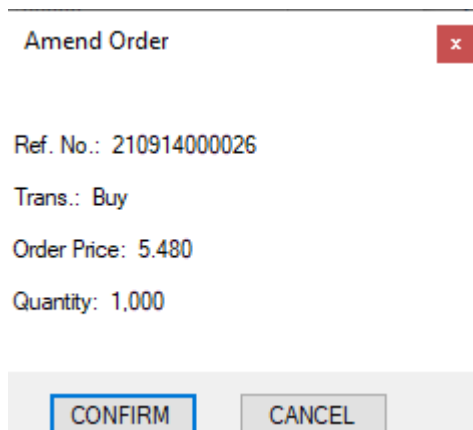 Amend Order
x
Ref. No.: 210914000026
Trans.: Buy
Order Price: 5.480
Quantity: 1,000
CONFIRM CANCEL